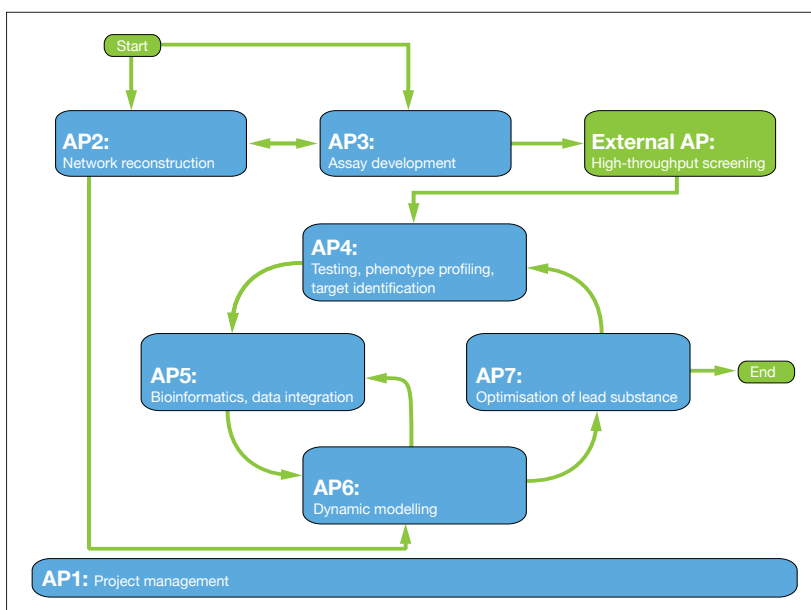 Start
AP2:
Network reconstruction
AP3:
Assay development
External AP:
High-throughput screening
AP4:
Testing, phenotype profiling,
target identification
AP5:
Bioinformatics, data integration
AP7:
Optimisation of lead substance
End
AP6:
Dynamic modelling
AP1: Project management